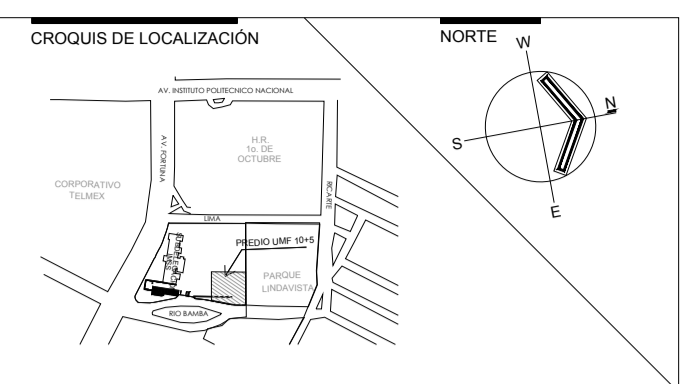 CROQUIS DE LOCALIZACIÓN
NORTE
W
N
S
E
AV. INSTITUTO POLITECNICO NACIONAL
AV. FORTUNA
H.R.
1o. DE
OCTUBRE
RICARTE
CORPORATIVO
TELMEX
LIMA
PREDIO UMF 10+5
PARQUE
LINDAVISTA
RIO BAMBA